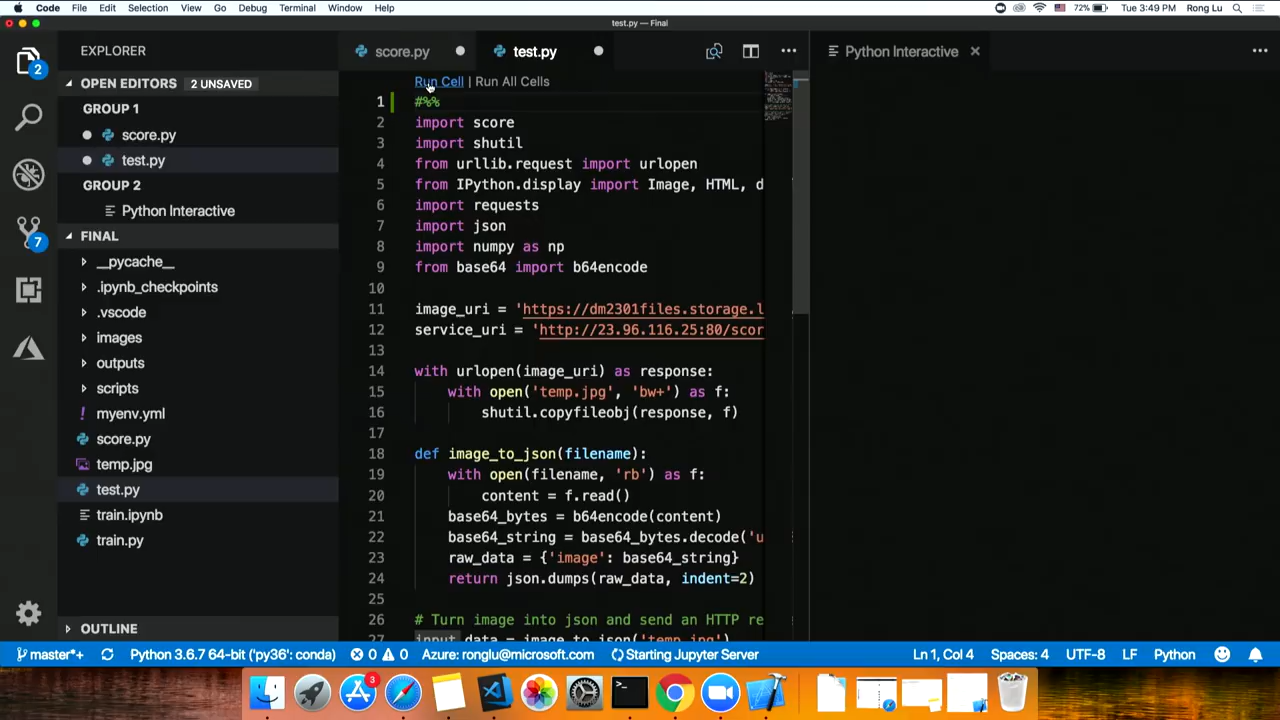 Code File Edit Selection View Go Debug Terminal Window Help 72% Tue 3:49 PM Rong Lu
test.py — Final
EXPLORER
OPEN EDITORS 2 UNSAVED
GROUP 1
score.py
test.py
GROUP 2
Python Interactive
FINAL
__pycache__
.ipynb_checkpoints
.vscode
images
outputs
scripts
myenv.yml
score.py
temp.jpg
test.py
train.ipynb
train.py
OUTLINE
2
7
score.py test.py
Run Cell | Run All Cells
1 #%%
2 import score
3 import shutil
4 from urllib.request import urlopen
5 from IPython.display import Image, HTML, d
6 import requests
7 import json
8 import numpy as np
9 from base64 import b64encode
10
11 image_uri = 'https://dm2301files.storage.l
12 service_uri = 'http://23.96.116.25:80/scor
13
14 with urlopen(image_uri) as response:
15 with open('temp.jpg', 'bw+') as f:
16 shutil.copyfileobj(response, f)
17
18 def image_to_json(filename):
19 with open(filename, 'rb') as f:
20 content = f.read()
21 base64_bytes = b64encode(content)
22 base64_string = base64_bytes.decode('u
23 raw_data = {'image': base64_string}
24 return json.dumps(raw_data, indent=2)
25
26 # Turn image into json and send an HTTP re
27 input_data = image_to_json('temp.jpg')
Python Interactive
master*+ Python 3.6.7 64-bit ('py36': conda) 0 0 Azure: ronglu@microsoft.com Starting Jupyter Server Ln 1, Col 4 Spaces: 4 UTF-8 LF Python
3